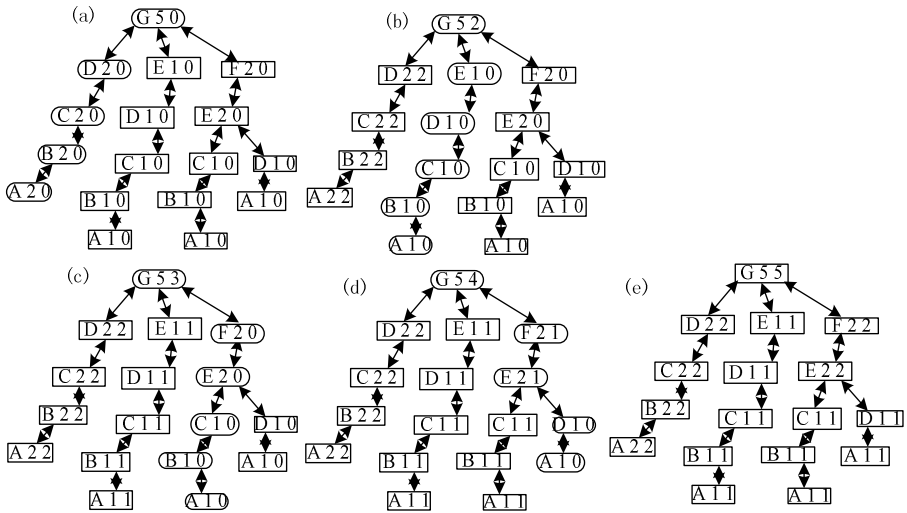 (a)
G 5 0
D 2 0 E 1 0 F 2 0
C 2 0 D 1 0 E 2 0
B 2 0 C 1 0 C 1 0 D 1 0
A 2 0 B 1 0 B 1 0 A 1 0
A 1 0 A 1 0
(b)
G 5 2
D 2 2 E 1 0 F 2 0
C 2 2 D 1 0 E 2 0
B 2 2 C 1 0 C 1 0 D 1 0
A 2 2 B 1 0 B 1 0 A 1 0
A 1 0 A 1 0
(c)
G 5 3
D 2 2 E 1 1 F 2 0
C 2 2 D 1 1 E 2 0
B 2 2 C 1 1 C 1 0 D 1 0
A 2 2 B 1 1 B 1 0 A 1 0
A 1 1 A 1 0
(d)
G 5 4
D 2 2 E 1 1 F 2 1
C 2 2 D 1 1 E 2 1
B 2 2 C 1 1 C 1 1 D 1 0
A 2 2 B 1 1 B 1 1 A 1 0
A 1 1 A 1 1
(e)
G 5 5
D 2 2 E 1 1 F 2 2
C 2 2 D 1 1 E 2 2
B 2 2 C 1 1 C 1 1 D 1 1
A 2 2 B 1 1 B 1 1 A 1 1
A 1 1 A 1 1